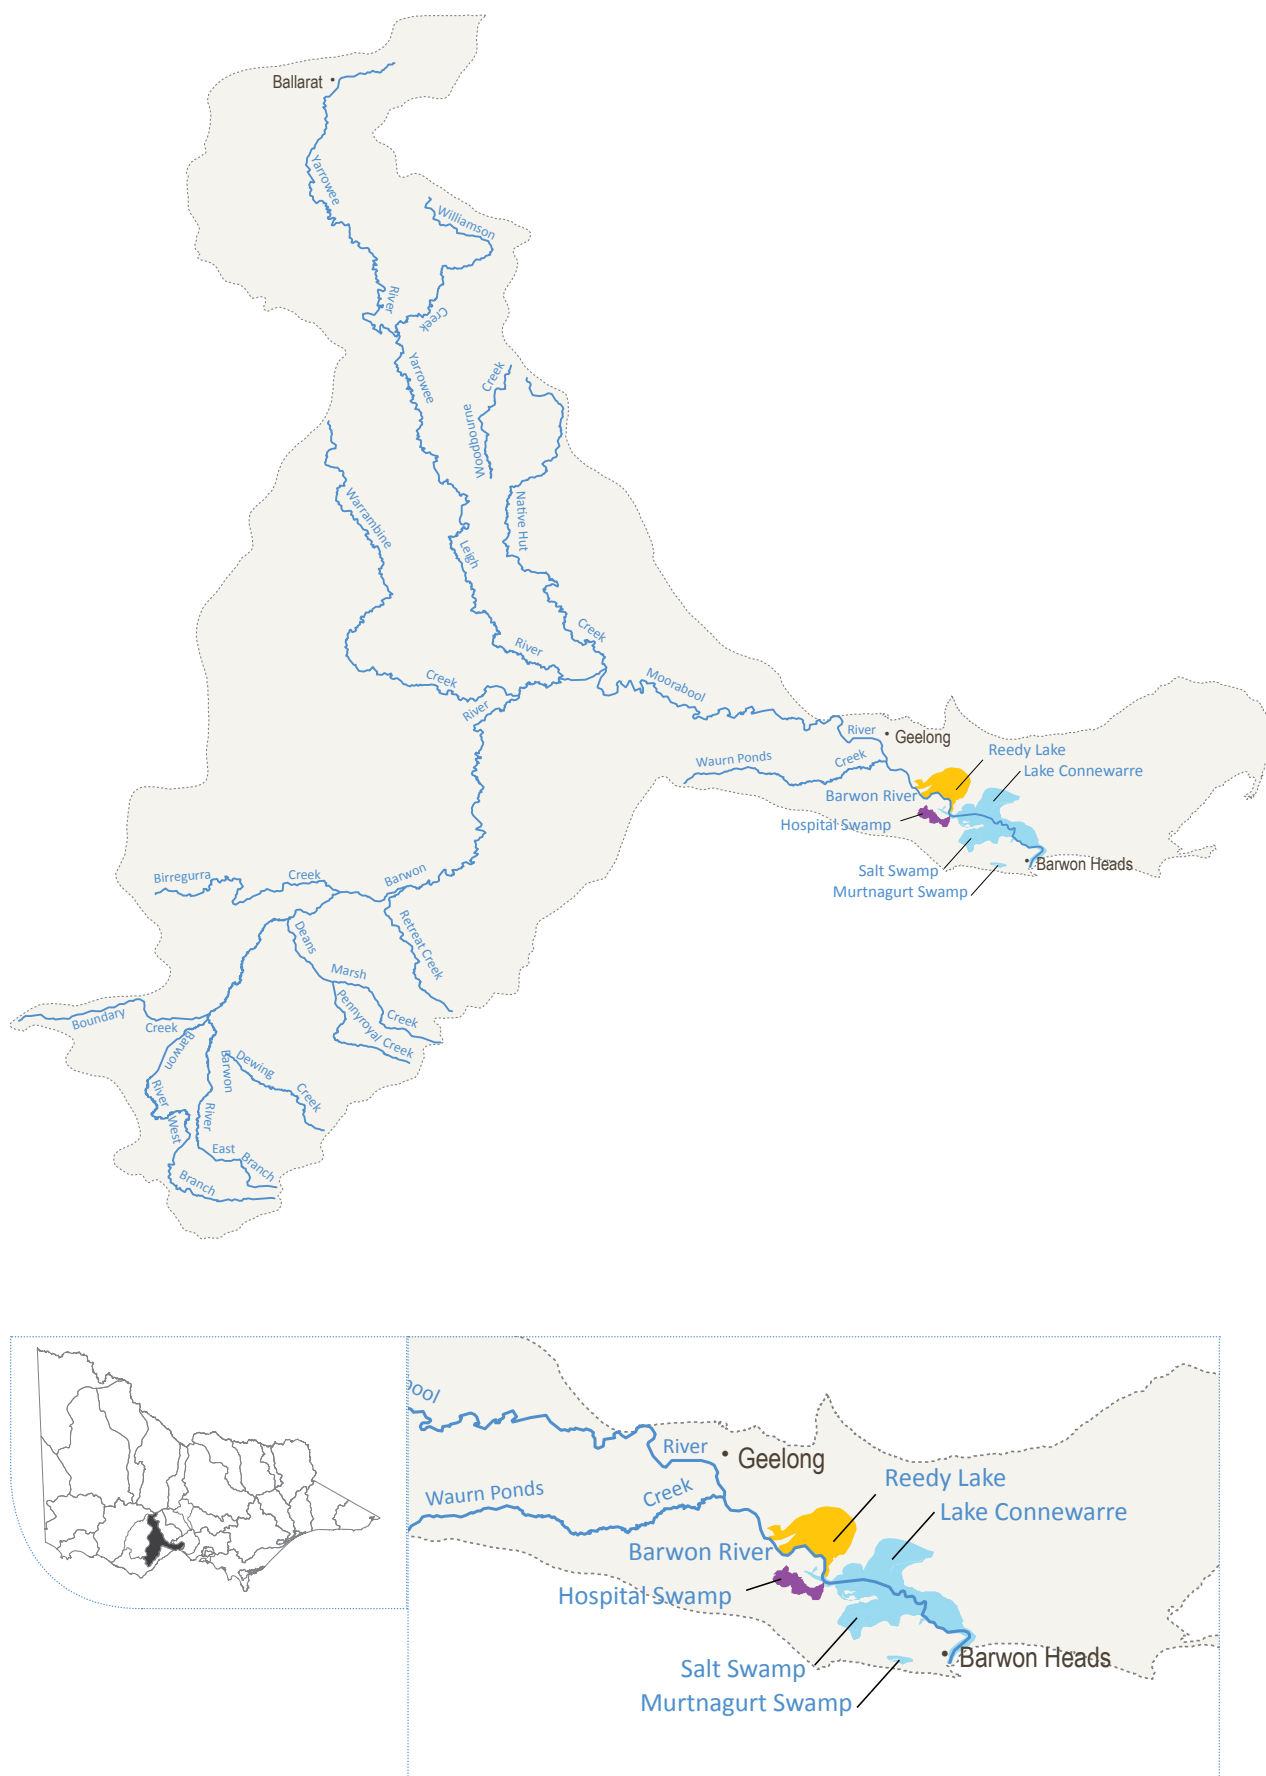 Ballarat
Yarrowee
River
Williamson
Creek
Yarrowee
Creek
Woodbourne
Native Hut
Warrambine
Leigh
Creek
River
Creek
River
Moorabool
River
Geelong
Waurn Ponds
Creek
Reedy Lake
Lake Connewarre
Barwon River
Hospital Swamp
Salt Swamp
Barwon Heads
Murtnagurt Swamp
Birregurra
Creek
Barwon
Retreat Creek
Deans
Marsh
Creek
Pennyroyal Creek
Boundary
Creek
Barwon
River
West
Branch
Barwon
River
East
Branch
Dewing
Creek
ool
River
Geelong
Waurn Ponds
Creek
Reedy Lake
Lake Connewarre
Barwon River
Hospital Swamp
Salt Swamp
Barwon Heads
Murtnagurt Swamp